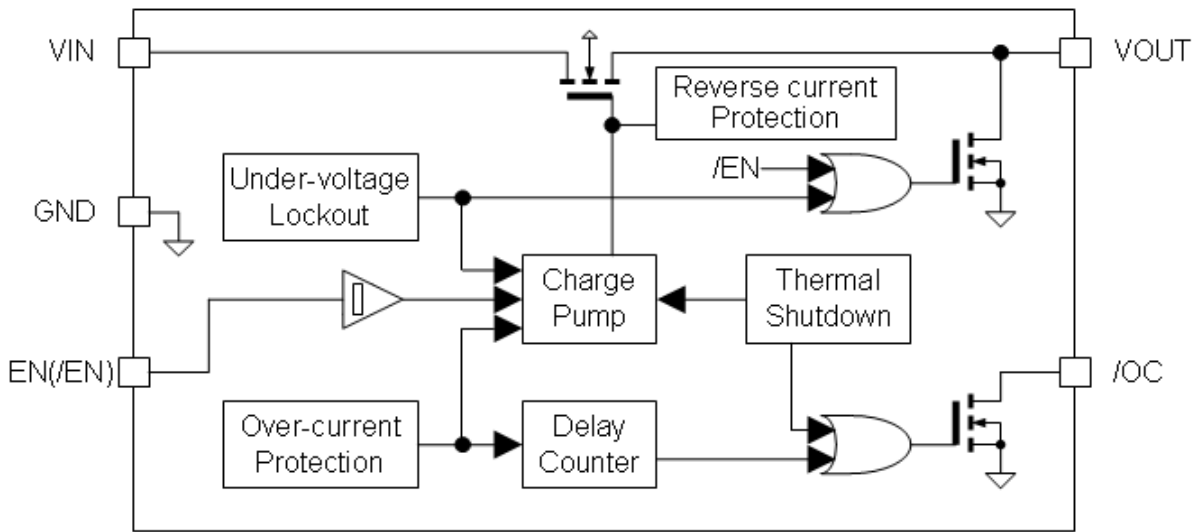 VIN
VOUT
Reverse current
Protection
/EN
Under-voltage
Lockout
GND
Charge
Pump
Thermal
Shutdown
EN(/EN)
/OC
Over-current
Protection
Delay
Counter